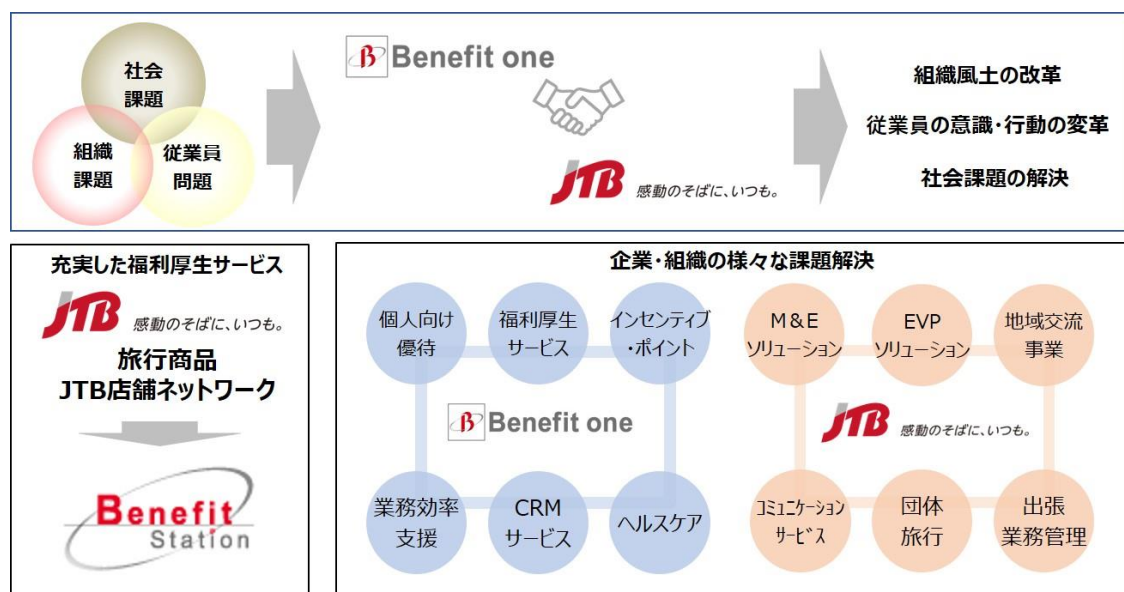 社会
課題
組織
課題
従業員
問題
B Benefit one
JTB 感動のそばに、いつも。
組織風土の改革
従業員の意識・行動の変革
社会課題の解決
充実した福利厚生サービス
JTB 感動のそばに、いつも。
旅行商品
JTB店舗ネットワーク
Benefit
Station
企業・組織の様々な課題解決
個人向け
優待
福利厚生
サービス
インセンティブ
・ポイント
B Benefit one
業務効率
支援
CRM
サービス
ヘルスケア
M&E
ソリューション
EVP
ソリューション
地域交流
事業
JTB 感動のそばに、いつも。
ｺﾐｭﾆｹｰｼｮﾝ
ｻｰﾋﾞｽ
団体
旅行
出張
業務管理